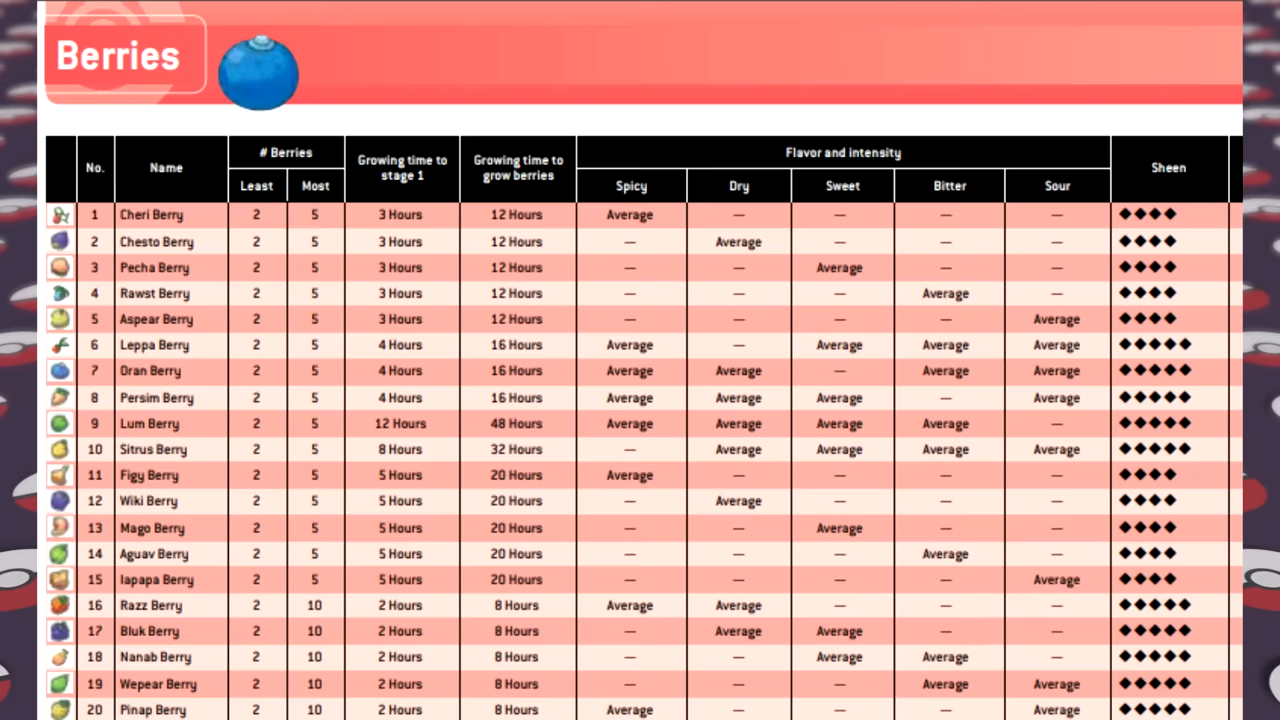 Berries
No. Name # Berries Growing time to stage 1 Growing time to grow berries Flavor and intensity Sheen
Least Most Spicy Dry Sweet Bitter Sour
1 Cheri Berry 2 5 3 Hours 12 Hours Average — — — — ◆◆◆◆
2 Chesto Berry 2 5 3 Hours 12 Hours — Average — — — ◆◆◆◆
3 Pecha Berry 2 5 3 Hours 12 Hours — — Average — — ◆◆◆◆
4 Rawst Berry 2 5 3 Hours 12 Hours — — — Average — ◆◆◆◆
5 Aspear Berry 2 5 3 Hours 12 Hours — — — — Average ◆◆◆◆
6 Leppa Berry 2 5 4 Hours 16 Hours Average — Average Average Average ◆◆◆◆◆
7 Oran Berry 2 5 4 Hours 16 Hours Average Average — Average Average ◆◆◆◆◆
8 Persim Berry 2 5 4 Hours 16 Hours Average Average Average — Average ◆◆◆◆◆
9 Lum Berry 2 5 12 Hours 48 Hours Average Average Average Average — ◆◆◆◆◆
10 Sitrus Berry 2 5 8 Hours 32 Hours — Average Average Average Average ◆◆◆◆◆
11 Figy Berry 2 5 5 Hours 20 Hours Average — — — — ◆◆◆◆
12 Wiki Berry 2 5 5 Hours 20 Hours — Average — — — ◆◆◆◆
13 Mago Berry 2 5 5 Hours 20 Hours — — Average — — ◆◆◆◆
14 Aguav Berry 2 5 5 Hours 20 Hours — — — Average — ◆◆◆◆
15 Iapapa Berry 2 5 5 Hours 20 Hours — — — — Average ◆◆◆◆
16 Razz Berry 2 10 2 Hours 8 Hours Average Average — — — ◆◆◆◆◆
17 Bluk Berry 2 10 2 Hours 8 Hours — Average Average — — ◆◆◆◆◆
18 Nanab Berry 2 10 2 Hours 8 Hours — — Average Average — ◆◆◆◆◆
19 Wepear Berry 2 10 2 Hours 8 Hours — — — Average Average ◆◆◆◆◆
20 Pinap Berry 2 10 2 Hours 8 Hours Average — — — Average ◆◆◆◆◆